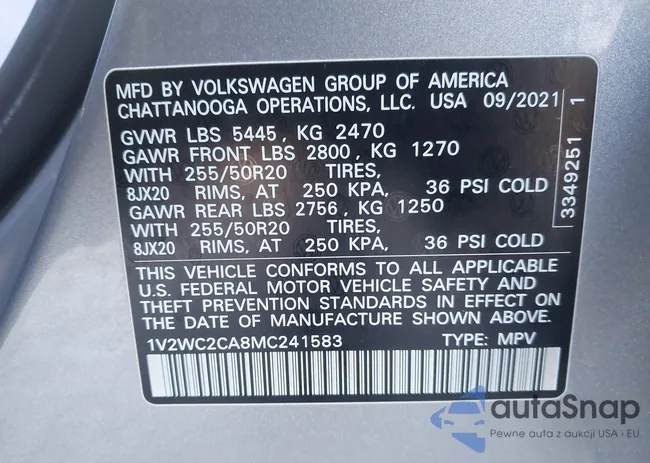 MFD BY VOLKSWAGEN GROUP OF AMERICA
CHATTANOOGA OPERATIONS, LLC. USA 09/2021
GVWR LBS 5445, KG 2470
GAWR FRONT LBS 2800, KG 1270
WITH 255/50R20 TIRES,
8JX20 RIMS, AT 250 KPA, 36 PSI COLD
GAWR REAR LBS 2756, KG 1250
WITH 255/50R20 TIRES,
8JX20 RIMS, AT 250 KPA, 36 PSI COLD
THIS VEHICLE CONFORMS TO ALL APPLICABLE
U.S. FEDERAL MOTOR VEHICLE SAFETY AND
THEFT PREVENTION STANDARDS IN EFFECT ON
THE DATE OF MANUFACTURE SHOWN ABOVE.
1V2WC2CA8MC241583 TYPE: MPV
3349251 1
autaSnap
Pewne auta z aukcji USA i EU